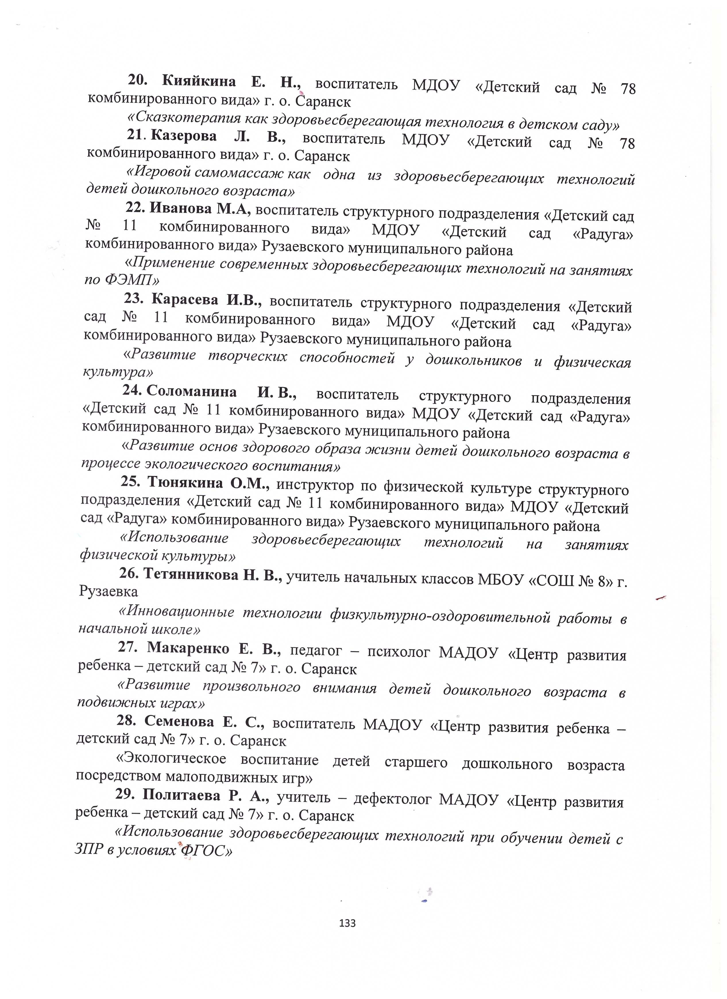 20. Кияйкина Е. Н., воспитатель МДОУ «Детский сад № 78
комбинированного вида» г. о. Саранск
«Сказкотерапия как здоровьесберегающая технология в детском саду»
21. Казерова Л. В., воспитатель МДОУ «Детский сад № 78
комбинированного вида» г. о. Саранск
«Игровой самомассаж как одна из здоровьесберегающих технологий
детей дошкольного возраста»
22. Иванова М.А, воспитатель структурного подразделения «Детский сад
№ 11 комбинированного вида» МДОУ «Детский сад «Радуга»
комбинированного вида» Рузаевского муниципального района
«Применение современных здоровьесберегающих технологий на занятиях
по ФЭМП»
23. Карасева И.В., воспитатель структурного подразделения «Детский
сад № 11 комбинированного вида» МДОУ «Детский сад «Радуга»
комбинированного вида» Рузаевского муниципального района
«Развитие творческих способностей у дошкольников и физическая
культура»
24. Соломанина И. В., воспитатель структурного подразделения
«Детский сад № 11 комбинированного вида» МДОУ «Детский сад «Радуга»
комбинированного вида» Рузаевского муниципального района
«Развитие основ здорового образа жизни детей дошкольного возраста в
процессе экологического воспитания»
25. Тюнякина О.М., инструктор по физической культуре структурного
подразделения «Детский сад № 11 комбинированного вида» МДОУ «Детский
сад «Радуга» комбинированного вида» Рузаевского муниципального района
«Использование здоровьесберегающих технологий на занятиях
физической культуры»
26. Тетянникова Н. В., учитель начальных классов МБОУ «СОШ № 8» г.
Рузаевка
«Инновационные технологии физкультурно-оздоровительной работы в
начальной школе»
27. Макаренко Е. В., педагог – психолог МАДОУ «Центр развития
ребенка – детский сад № 7» г. о. Саранск
«Развитие произвольного внимания детей дошкольного возраста в
подвижных играх»
28. Семенова Е. С., воспитатель МАДОУ «Центр развития ребенка –
детский сад № 7» г. о. Саранск
«Экологическое воспитание детей старшего дошкольного возраста
посредством малоподвижных игр»
29. Политаева Р. А., учитель – дефектолог МАДОУ «Центр развития
ребенка – детский сад № 7» г. о. Саранск
«Использование здоровьесберегающих технологий при обучении детей с
ЗПР в условиях ФГОС»
133